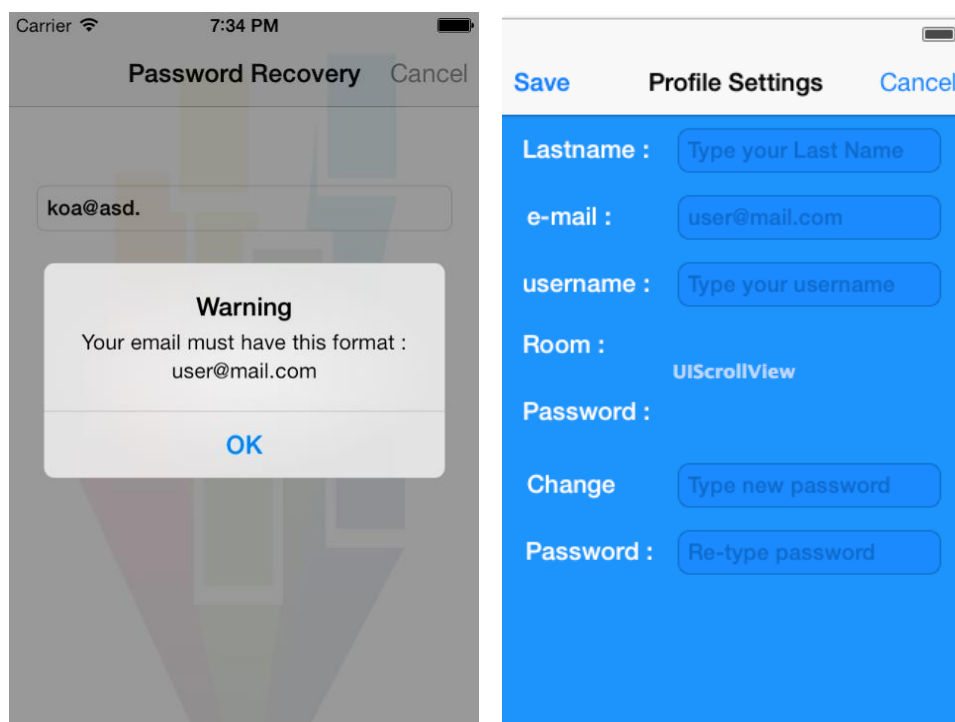 Carrier 7:34 PM
Password Recovery Cancel
koa@asd.
Warning
Your email must have this format :
user@mail.com
OK
Save Profile Settings Cancel
Lastname : Type your Last Name
e-mail : user@mail.com
username : Type your username
Room :
UIScrollView
Password :
Change Type new password
Password : Re-type password